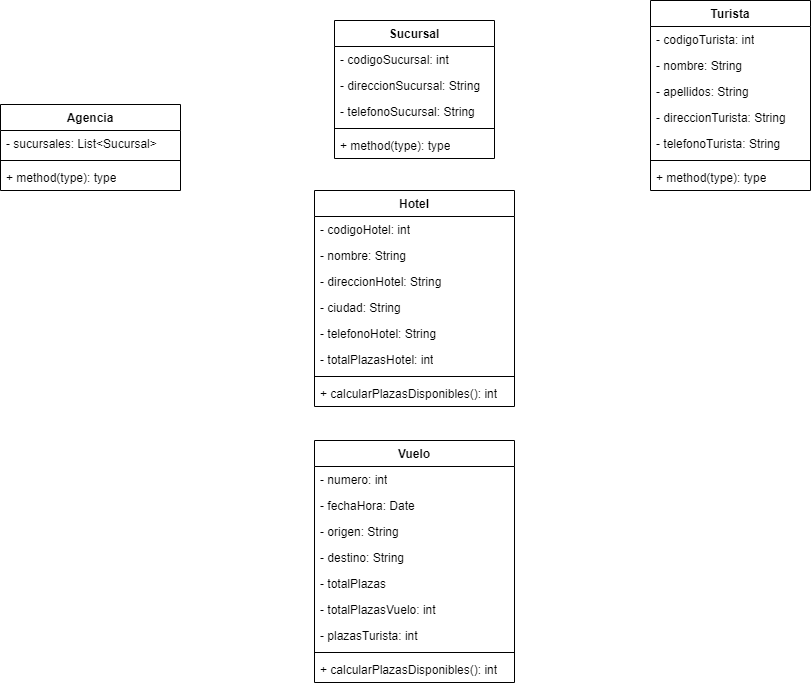 Agencia
- sucursales: List<Sucursal>
+ method(type): type
Sucursal
- codigoSucursal: int
- direccionSucursal: String
- telefonoSucursal: String
+ method(type): type
Turista
- codigoTurista: int
- nombre: String
- apellidos: String
- direccionTurista: String
- telefonoTurista: String
+ method(type): type
Hotel
- codigoHotel: int
- nombre: String
- direccionHotel: String
- ciudad: String
- telefonoHotel: String
- totalPlazasHotel: int
+ calcularPlazasDisponibles(): int
Vuelo
- numero: int
- fechaHora: Date
- origen: String
- destino: String
- totalPlazas
- totalPlazasVuelo: int
- plazasTurista: int
+ calcularPlazasDisponibles(): int